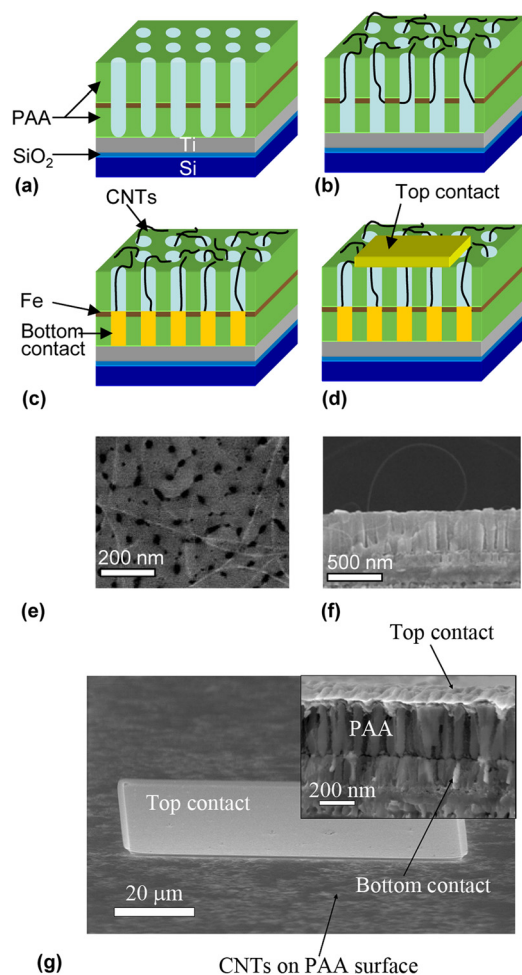 PAA
SiO2
Ti
Si
(a)
(b)
CNTs
Fe
Bottom
contact
(c)
Top contact
(d)
200 nm
(e)
500 nm
(f)
Top contact
PAA
200 nm
Top contact
20 μm
Bottom contact
(g)
CNTs on PAA surface